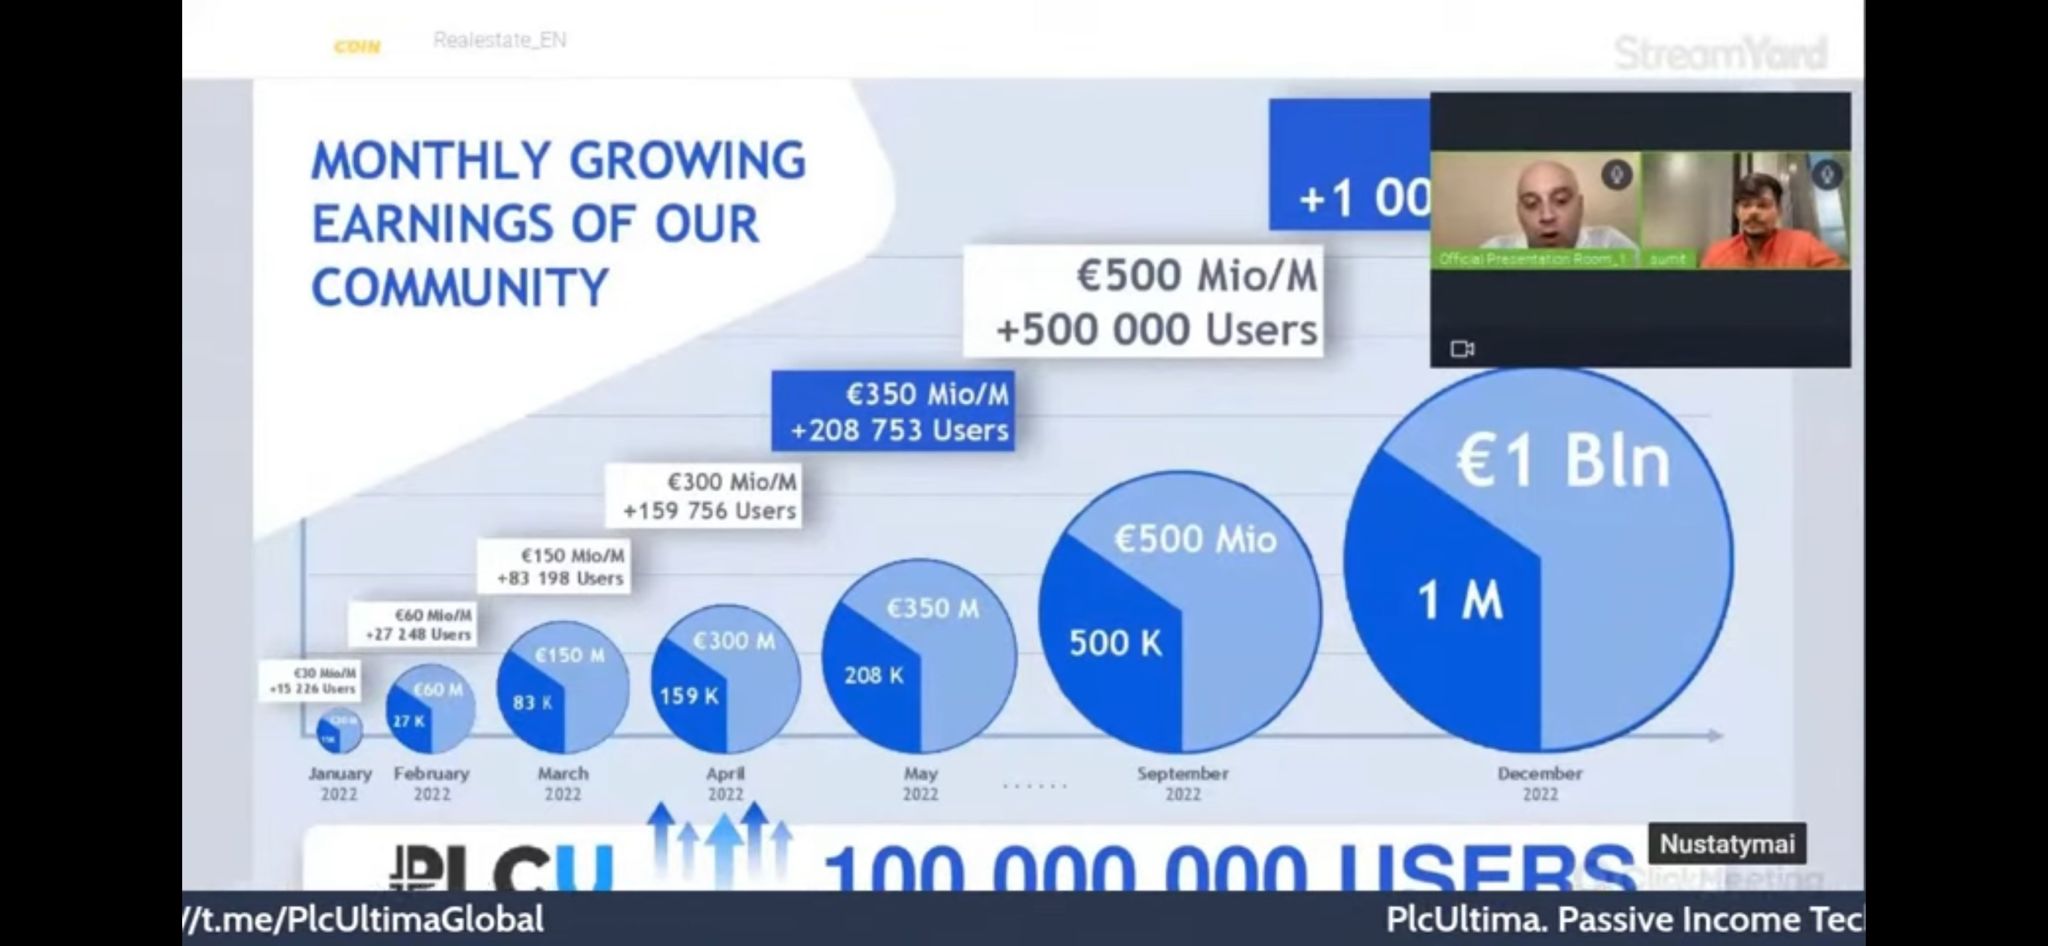 COIN
Realestate_EN
StreamYard
MONTHLY GROWING
EARNINGS OF OUR
COMMUNITY
+1 00
Official Presentation Room_1
sumit
€500 Mio/M
+500 000 Users
€350 Mio/M
+208 753 Users
€300 Mio/M
+159 756 Users
€150 Mio/M
+83 198 Users
€60 Mio/M
+27 248 Users
€30 Mio/M
+15 226 Users
€60 M
27 K
€150 M
83 K
€300 M
159 K
€350 M
208 K
€500 Mio
500 K
€1 Bln
1 M
January
2022
February
2022
March
2022
April
2022
May
2022
......
September
2022
December
2022
PLCU
100 000 000 USERS
Nustatymai
ClickMeeting
//t.me/PlcUltimaGlobal
PlcUltima. Passive Income Tec